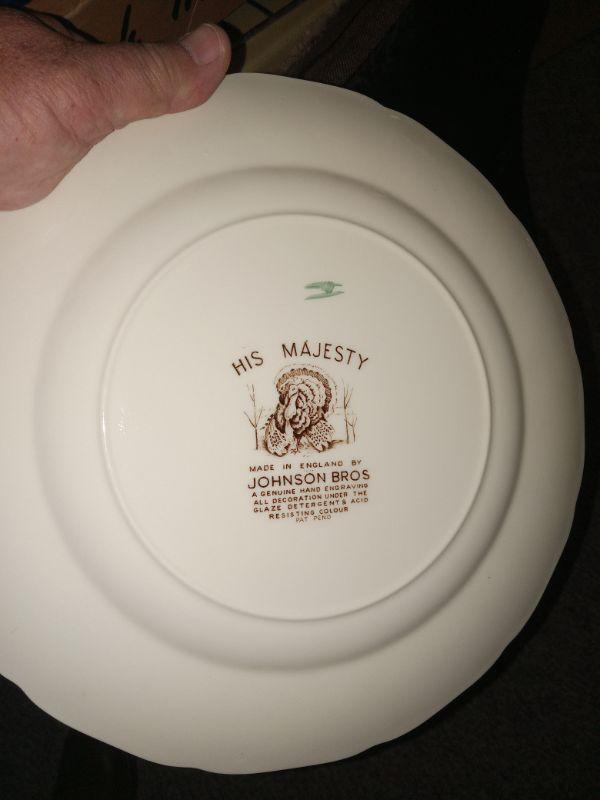 HIS MAJESTY
MADE IN ENGLAND BY
JOHNSON BROS
A GENUINE HAND ENGRAVING
ALL DECORATION UNDER THE
GLAZE DETERGENT & ACID
RESISTING COLOUR
PAT PEND